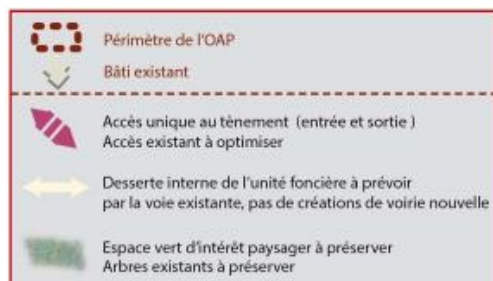 Périmètre de l'OAP
Bâti existant
Accès unique au tènement (entrée et sortie )
Accès existant à optimiser
Desserte interne de l'unité foncière à prévoir
par la voie existante, pas de créations de voirie nouvelle
Espace vert d'intérêt paysager à préserver
Arbres existants à préserver